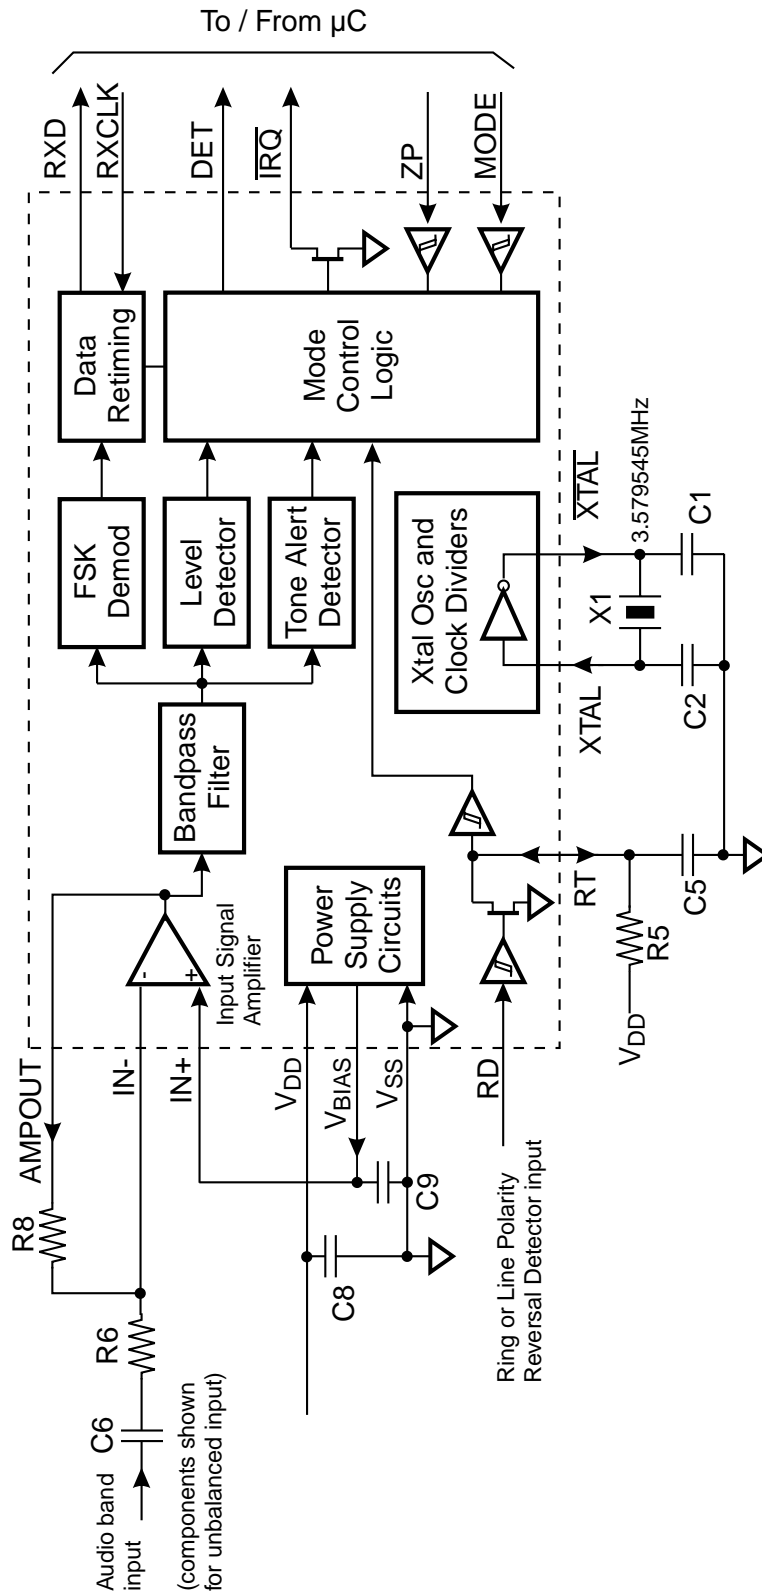 To / From µC
RXD
RXCLK
DET
IRQ
ZP
MODE
Data
Retiming
Mode
Control
Logic
FSK
Demod
Level
Detector
Tone Alert
Detector
Xtal Osc and
Clock Dividers
XTAL
3.579545MHz
X1
C1
XTAL
C2
Bandpass
Filter
Input Signal
Amplifier
-
+
Power
Supply
Circuits
RT
C5
R5
VDD
AMPOUT
IN-
IN+
VDD
VBIAS
VSS
RD
R8
R6
C6
C8
C9
Audio band
input
(components shown
for unbalanced input)
Ring or Line Polarity
Reversal Detector input